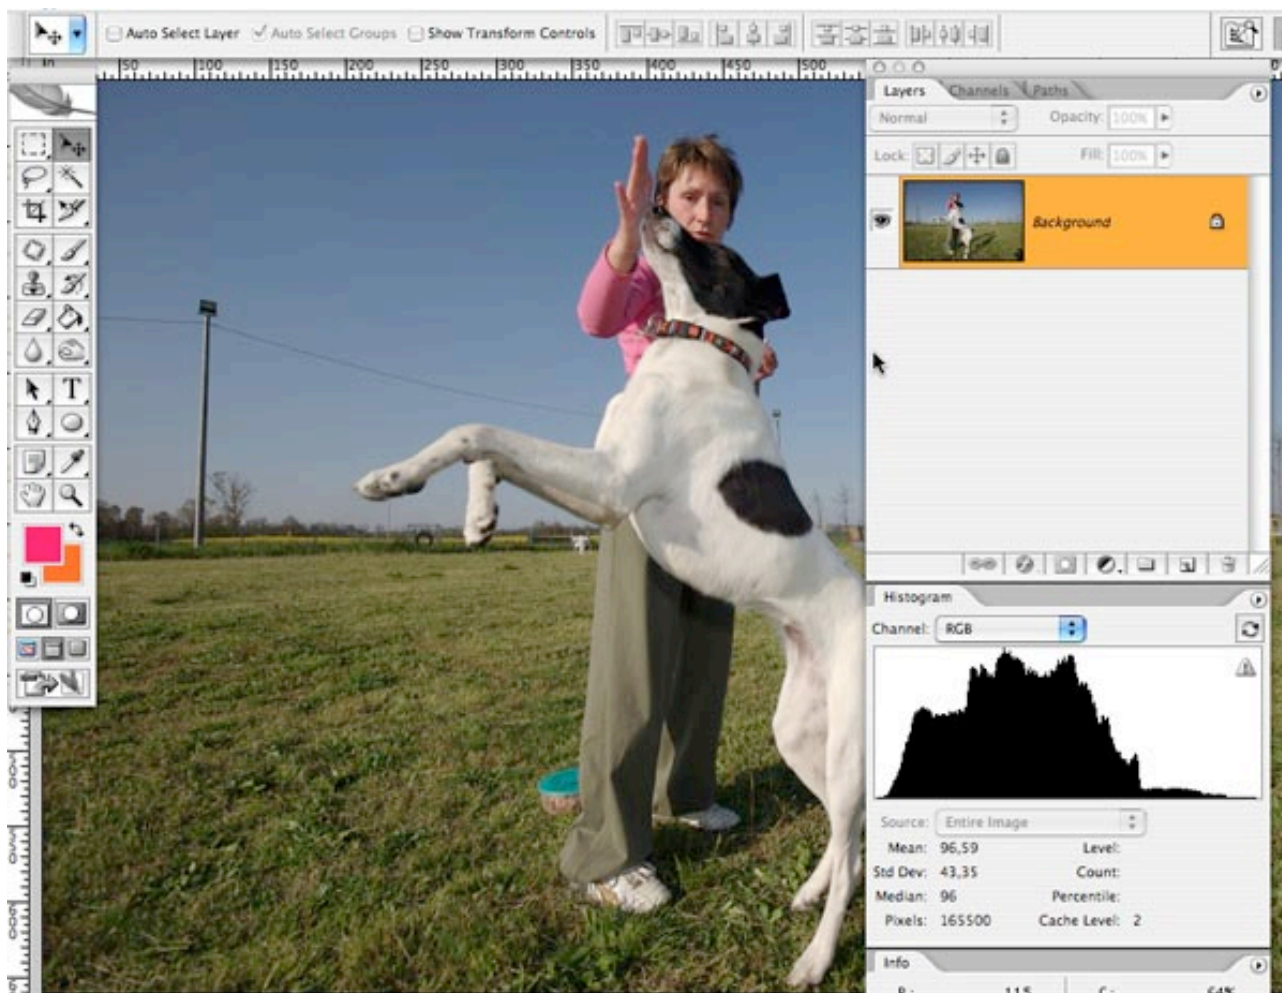 Auto Select Layer Auto Select Groups Show Transform Controls
In
50 100 150 200 250 300 350 400 450 500
Layers Channels Paths
Normal Opacity: 100%
Lock: Fill: 100%
Background
T
Histogram
Channel: RGB
Source: Entire Image
Mean: 96,59 Level:
Std Dev: 43,35 Count:
Median: 96 Percentile:
Pixels: 165500 Cache Level: 2
Info